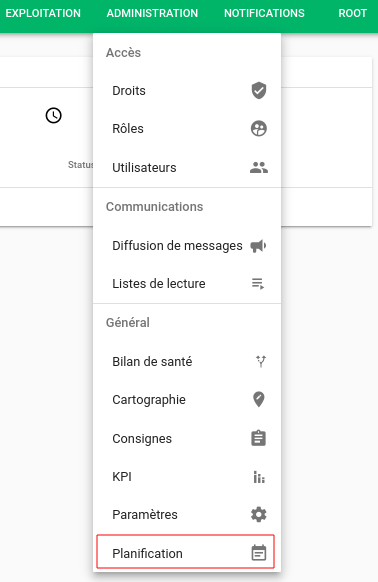 EXPLOITATION ADMINISTRATION NOTIFICATIONS ROOT
Accès
Droits
Rôles
Status
Utilisateurs
Communications
Diffusion de messages
Listes de lecture
Général
Bilan de santé
Cartographie
Consignes
KPI
Paramètres
Planification